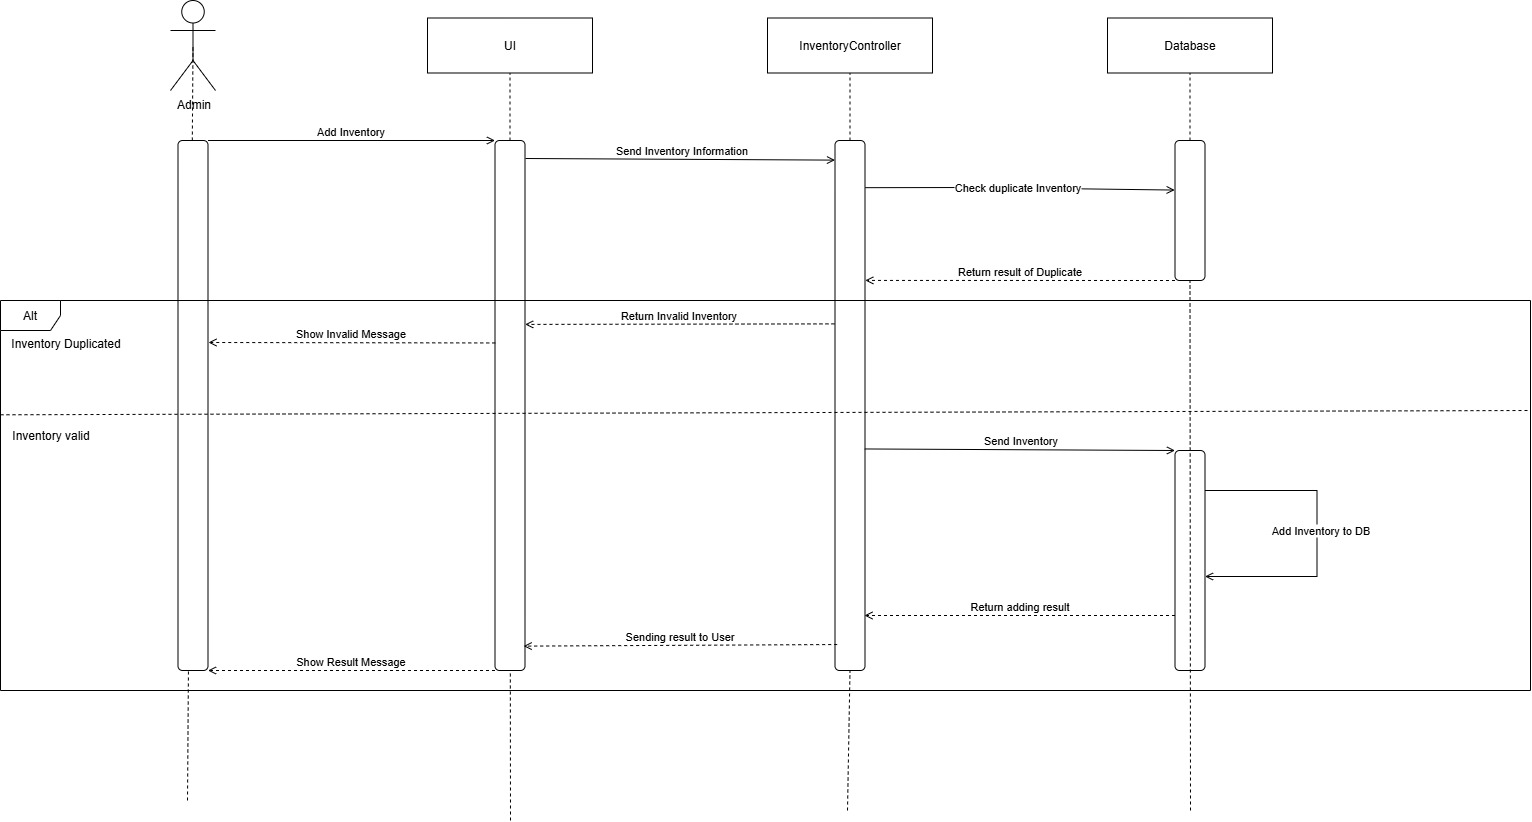 UI
InventoryController
Database
Admin
Add Inventory
Send Inventory Information
Check duplicate Inventory
Return result of Duplicate
Alt
Return Invalid Inventory
Show Invalid Message
Inventory Duplicated
Inventory valid
Send Inventory
Add Inventory to DB
Return adding result
Sending result to User
Show Result Message